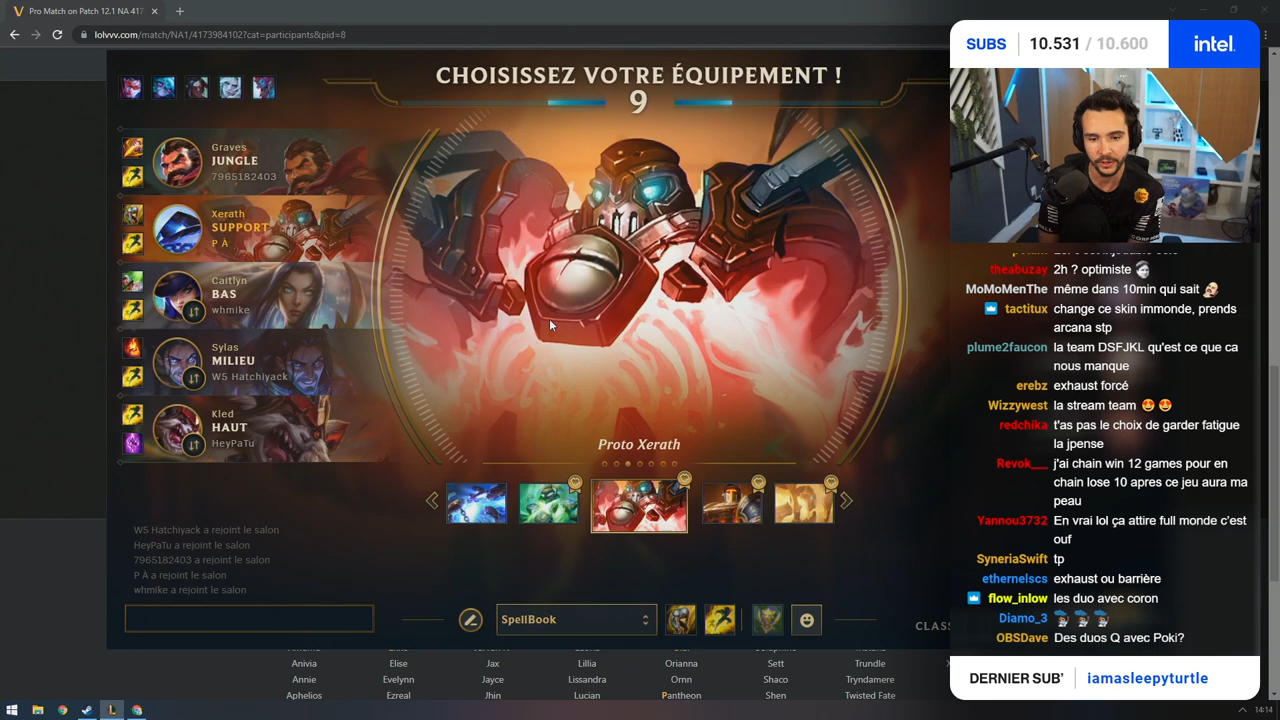 Pro Match on Patch 12.1 NA 417
lolvvv.com/match/NA1/4173984102?cat=participants&pid=8
CHOISISSEZ VOTRE ÉQUIPEMENT !
9
Graves
JUNGLE
7965182403
Xerath
SUPPORT
P À
Caitlyn
BAS
whmike
Sylas
MILIEU
W5 Hatchiyack
Kled
HAUT
HeyPaTu
Proto Xerath
W5 Hatchiyack a rejoint le salon
HeyPaTu a rejoint le salon
7965182403 a rejoint le salon
P À a rejoint le salon
whmike a rejoint le salon
SpellBook
CLASS
Anivia Elise Jax Lillia Orianna Sett Trundle
Annie Evelynn Jayce Lissandra Ornn Shaco Tryndamere
Aphelios Ezreal Jhin Lucian Pantheon Shen Twisted Fate
SUBS 10.531 / 10.600 intel.
theabuzay 2h ? optimiste
MoMoMenThe même dans 10min qui sait
tactitux change ce skin immonde, prends
arcana stp
plume2faucon la team DSFJKL qu'est ce que ca
nous manque
erebz exhaust forcé
Wizzywest la stream team
redchika t'as pas le choix de garder fatigue
la jpense
Revok___ j'ai chain win 12 games pour en
chain lose 10 apres ce jeu aura ma
peau
Yannou3732 En vrai lol ça attire full monde c'est
ouf
SyneriaSwift tp
ethernelscs exhaust ou barrière
flow_inlow les duo avec coron
Diamo_3
OBSDave Des duos Q avec Poki?
DERNIER SUB' iamasleepyturtle
14:14